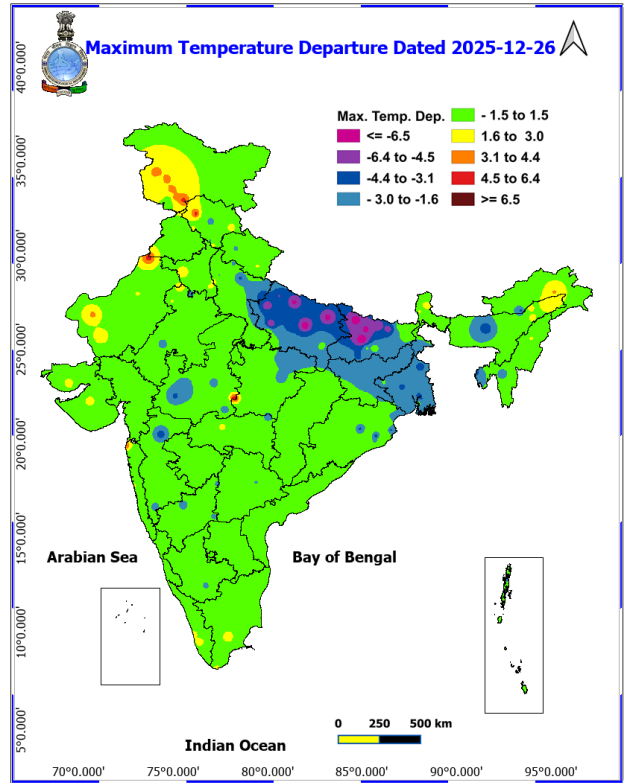 Maximum Temperature Departure Dated 2025-12-26
Max. Temp. Dep.
<= -6.5
-6.4 to -4.5
-4.4 to -3.1
- 3.0 to -1.6
- 1.5 to 1.5
1.6 to 3.0
3.1 to 4.4
4.5 to 6.4
>= 6.5
40°0.000'
35°0.000'
30°0.000'
25°0.000'
20°0.000'
15°0.000'
10°0.000'
5°0.000'
Arabian Sea
Bay of Bengal
Indian Ocean
0 250 500 km
70°0.000' 75°0.000' 80°0.000' 85°0.000' 90°0.000' 95°0.000'